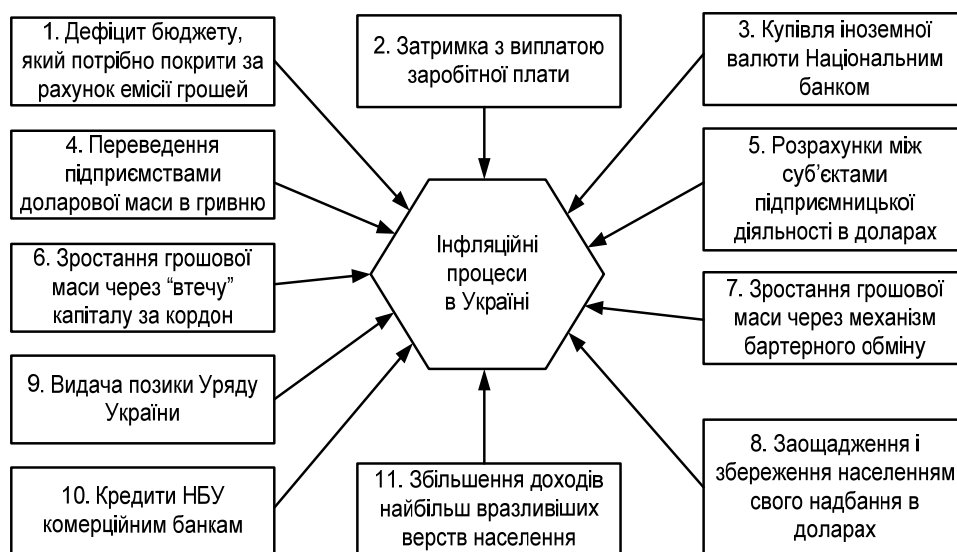 1. Дефіцит бюджету,
який потрібно покрити за
рахунок емісії грошей
2. Затримка з виплатою
заробітної плати
3. Купівля іноземної
валюти Національним
банком
4. Переведення
підприємствами
доларової маси в гривню
5. Розрахунки між
суб’єктами
підприємницької
діяльності в доларах
Інфляційні
процеси
в Україні
6. Зростання грошової
маси через “втечу”
капіталу за кордон
7. Зростання грошової
маси через механізм
бартерного обміну
9. Видача позики Уряду
України
8. Заощадження і
збереження населенням
свого надбання в
доларах
10. Кредити НБУ
комерційним банкам
11. Збільшення доходів
найбільш вразливіших
верств населення